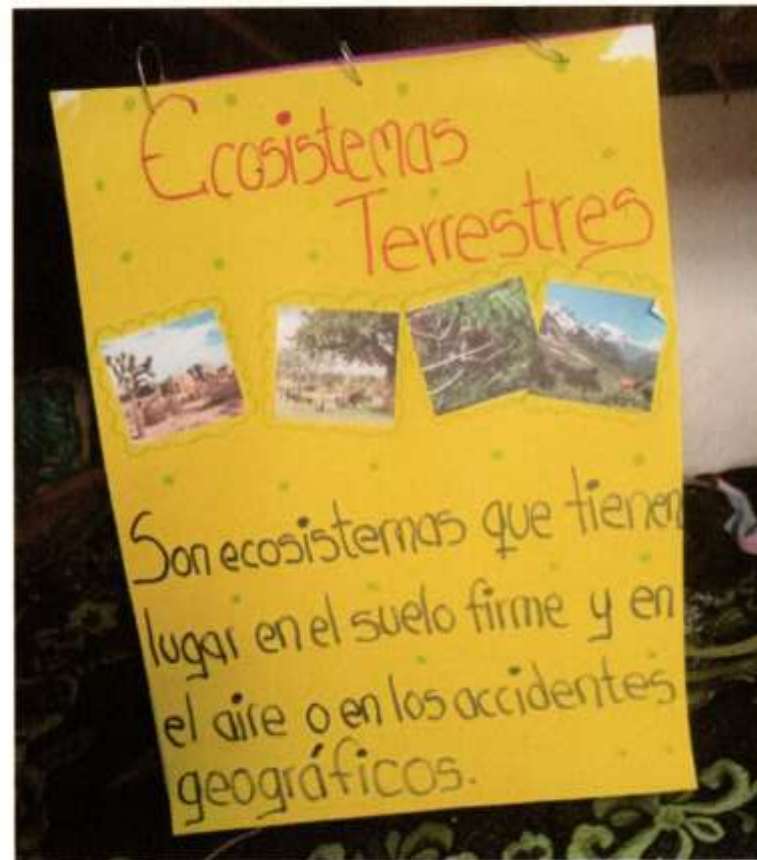 Ecosistemas
Terrestres
Son ecosistemas que tienen
lugar en el suelo firme y en
el aire o en los accidentes
geográficos.